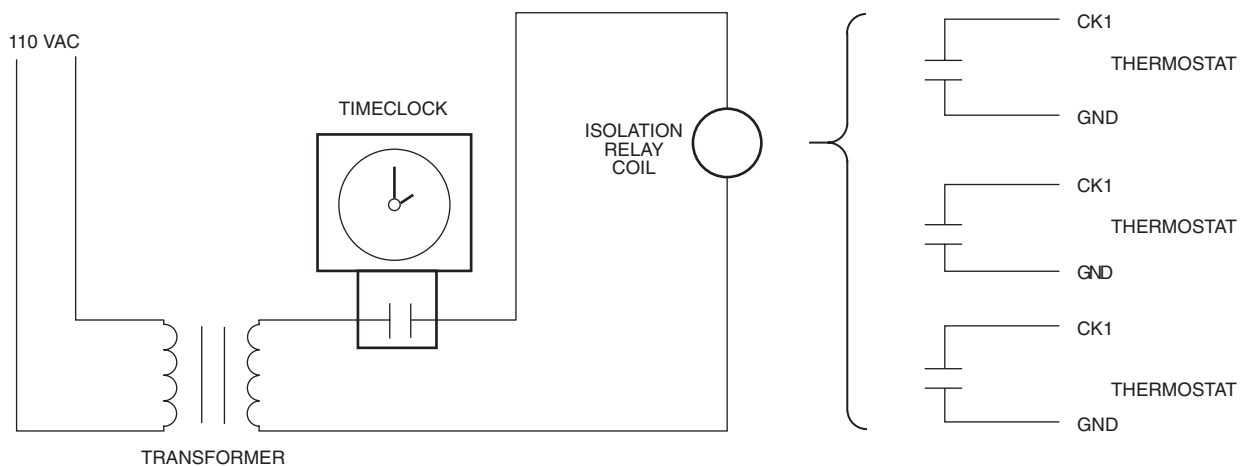 110 VAC
TIMECLOCK
ISOLATION
RELAY
COIL
TRANSFORMER
CK1
THERMOSTAT
GND
CK1
THERMOSTAT
GND
CK1
THERMOSTAT
GND